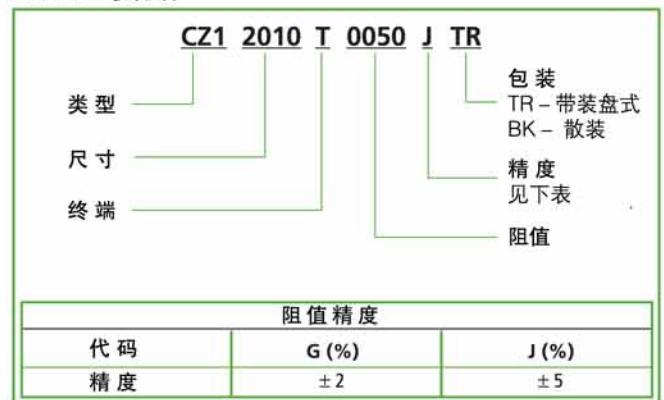 CZ1 2010 T 0050 J TR
类型
尺寸
终端
包装
TR – 带装盘式
BK – 散装
精度
见下表
阻值
阻值精度
代码 G (%) J (%)
精度 ±2 ±5